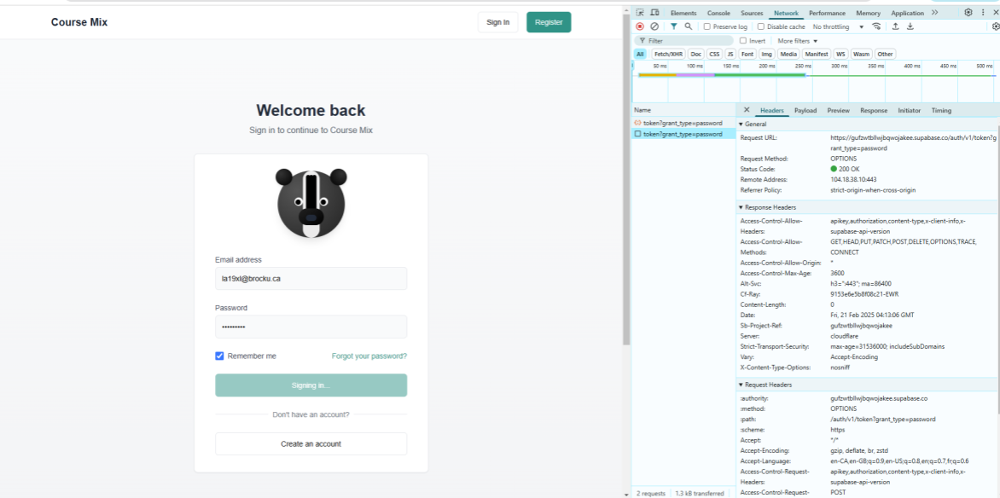 Course Mix
Sign In
Register
Welcome back
Sign in to continue to Course Mix
Email address
la19xl@brocku.ca
Password
•••••••••
Remember me
Forgot your password?
Signing in...
Don't have an account?
Create an account
Elements Console Sources Network Performance Memory Application
Preserve log Disable cache No throttling
Filter Invert More filters
All Fetch/XHR Doc CSS JS Font Img Media Manifest WS Wasm Other
50 ms 100 ms 150 ms 200 ms 250 ms 300 ms 350 ms 400 ms 450 ms 500 ms
Name
token?grant_type=password
token?grant_type=password
Headers Payload Preview Response Initiator Timing
General
Request URL: https://gufzwtbllwjbqwojakee.supabase.co/auth/v1/token?g
rant_type=password
Request Method: OPTIONS
Status Code: 200 OK
Remote Address: 104.18.38.10:443
Referrer Policy: strict-origin-when-cross-origin
Response Headers
Access-Control-Allow- apikey,authorization,content-type,x-client-info,x-
Headers: supabase-api-version
Access-Control-Allow- GET,HEAD,PUT,PATCH,POST,DELETE,OPTIONS,TRACE,
Methods: CONNECT
Access-Control-Allow-Origin: *
Access-Control-Max-Age: 3600
Alt-Svc: h3=":443"; ma=86400
Cf-Ray: 9153e6e5b8f08c21-EWR
Content-Length: 0
Date: Fri, 21 Feb 2025 04:13:06 GMT
Sb-Project-Ref: gufzwtbllwjbqwojakee
Server: cloudflare
Strict-Transport-Security: max-age=31536000; includeSubDomains
Vary: Accept-Encoding
X-Content-Type-Options: nosniff
Request Headers
:authority: gufzwtbllwjbqwojakee.supabase.co
:method: OPTIONS
:path: /auth/v1/token?grant_type=password
:scheme: https
Accept: */*
Accept-Encoding: gzip, deflate, br, zstd
Accept-Language: en-CA,en-GB;q=0.9,en-US;q=0.8,en;q=0.7,fr;q=0.6
Access-Control-Request- apikey,authorization,content-type,x-client-info,x-
Headers: supabase-api-version
Access-Control-Request- POST
2 requests 1.3 kB transferred